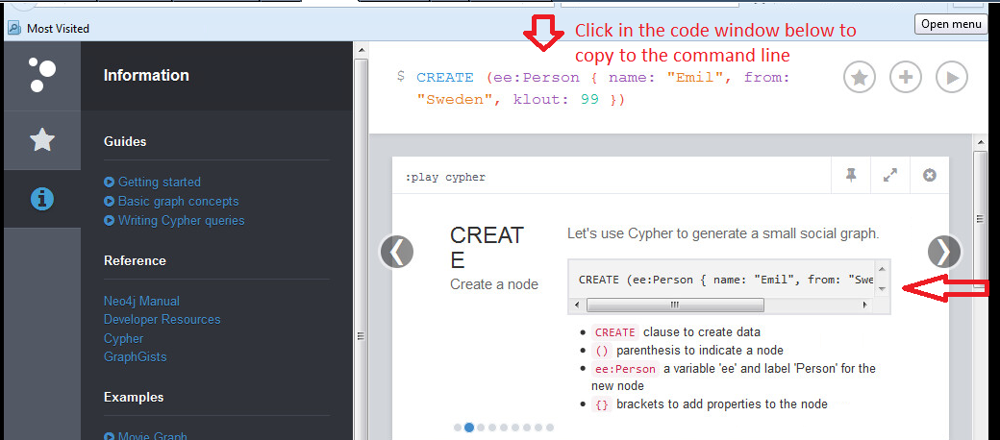 Most Visited
Open menu
Click in the code window below to
copy to the command line
Information
Guides
Getting started
Basic graph concepts
Writing Cypher queries
Reference
Neo4j Manual
Developer Resources
Cypher
GraphGists
Examples
Movie Graph
$ CREATE (ee:Person { name: "Emil", from:
"Sweden", klout: 99 })
:play cypher
CREAT
E
Create a node
Let's use Cypher to generate a small social graph.
CREATE (ee:Person { name: "Emil", from: "Swe
CREATE clause to create data
() parenthesis to indicate a node
ee:Person a variable 'ee' and label 'Person' for the
new node
{} brackets to add properties to the node